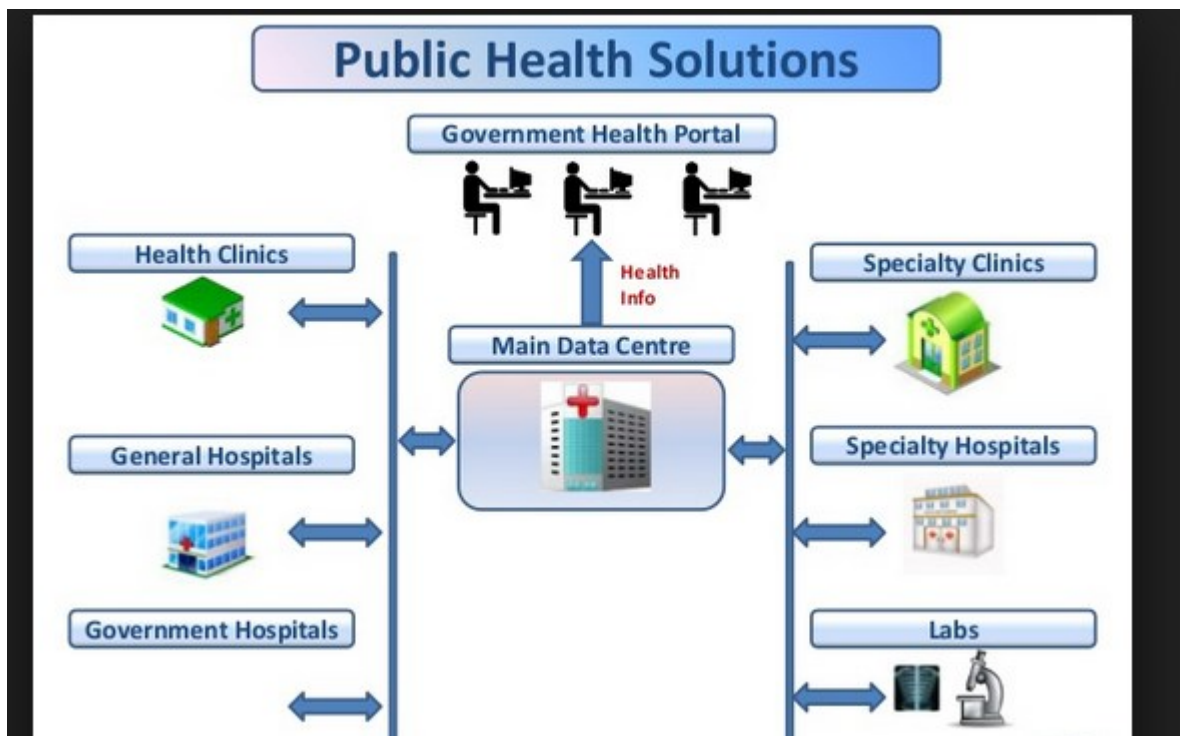 Public Health Solutions
Government Health Portal
Health Clinics
Specialty Clinics
Health
Info
Main Data Centre
General Hospitals
Specialty Hospitals
Government Hospitals
Labs